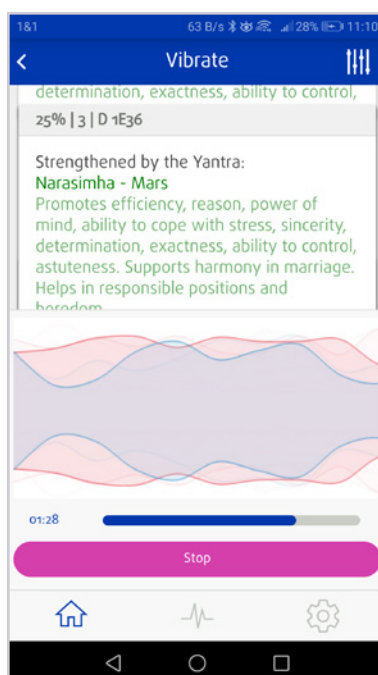 1&1 63 B/s 28% 11:10
Vibrate
determination, exactness, ability to control,
25% | 3 | D 1E36
Strengthened by the Yantra:
Narasimha - Mars
Promotes efficiency, reason, power of
mind, ability to cope with stress, sincerity,
determination, exactness, ability to control,
astuteness. Supports harmony in marriage.
Helps in responsible positions and
boredom
01:28
Stop